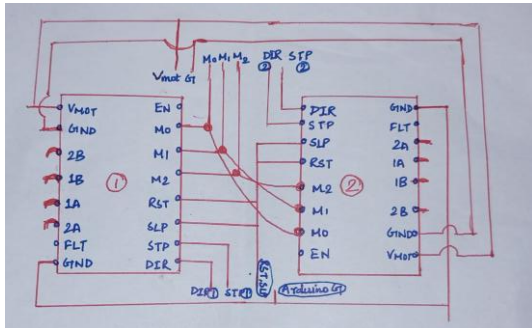 Vmot G
M0 M1 M2
DIR STP
② ②
VMOT
GND
2B
1B
1A
2A
FLT
GND
①
EN
M0
M1
M2
RST
SLP
STP
DIR
DIR① STP①
RST, SLP
Arduino G
DIR
STP
SLP
RST
M2
M1
M0
EN
②
GND
FLT
2A
1A
1B
2B
GND
VMOT